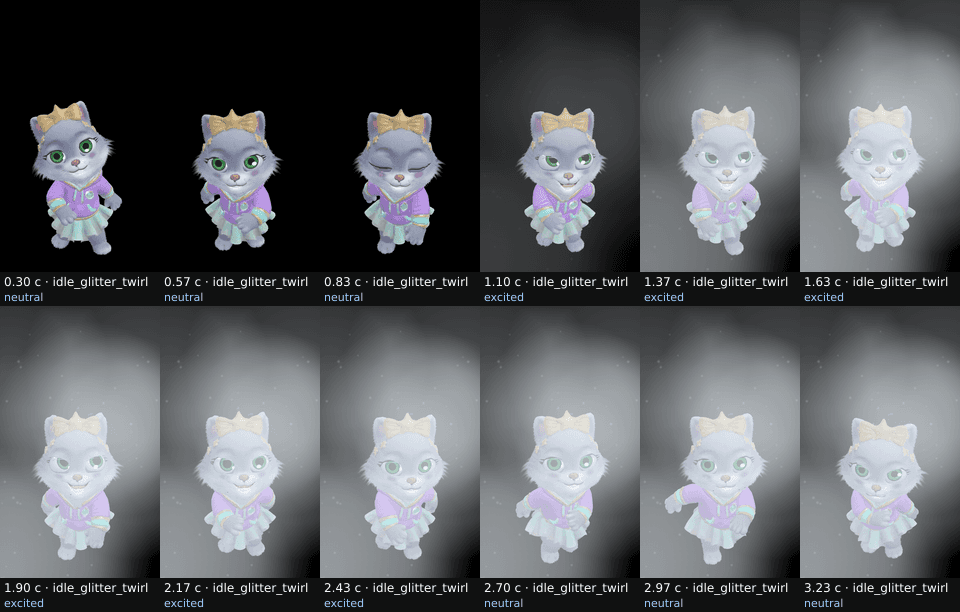 0.30 c · idle_glitter_twirl
neutral
0.57 c · idle_glitter_twirl
neutral
0.83 c · idle_glitter_twirl
neutral
1.10 c · idle_glitter_twirl
excited
1.37 c · idle_glitter_twirl
excited
1.63 c · idle_glitter_twirl
excited
1.90 c · idle_glitter_twirl
excited
2.17 c · idle_glitter_twirl
excited
2.43 c · idle_glitter_twirl
excited
2.70 c · idle_glitter_twirl
neutral
2.97 c · idle_glitter_twirl
neutral
3.23 c · idle_glitter_twirl
neutral